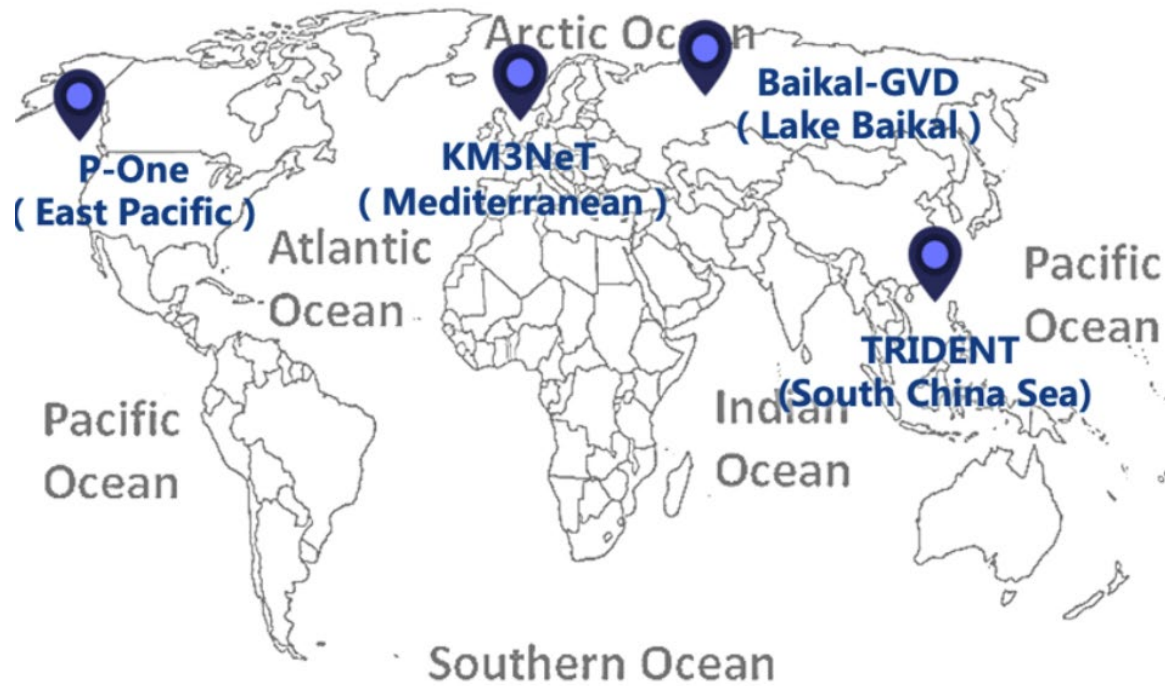 Arctic Ocean
Baikal-GVD
( Lake Baikal )
P-One
( East Pacific )
KM3NeT
( Mediterranean )
Atlantic
Ocean
Pacific
Ocean
TRIDENT
(South China Sea)
Pacific
Ocean
Indian
Ocean
Southern Ocean